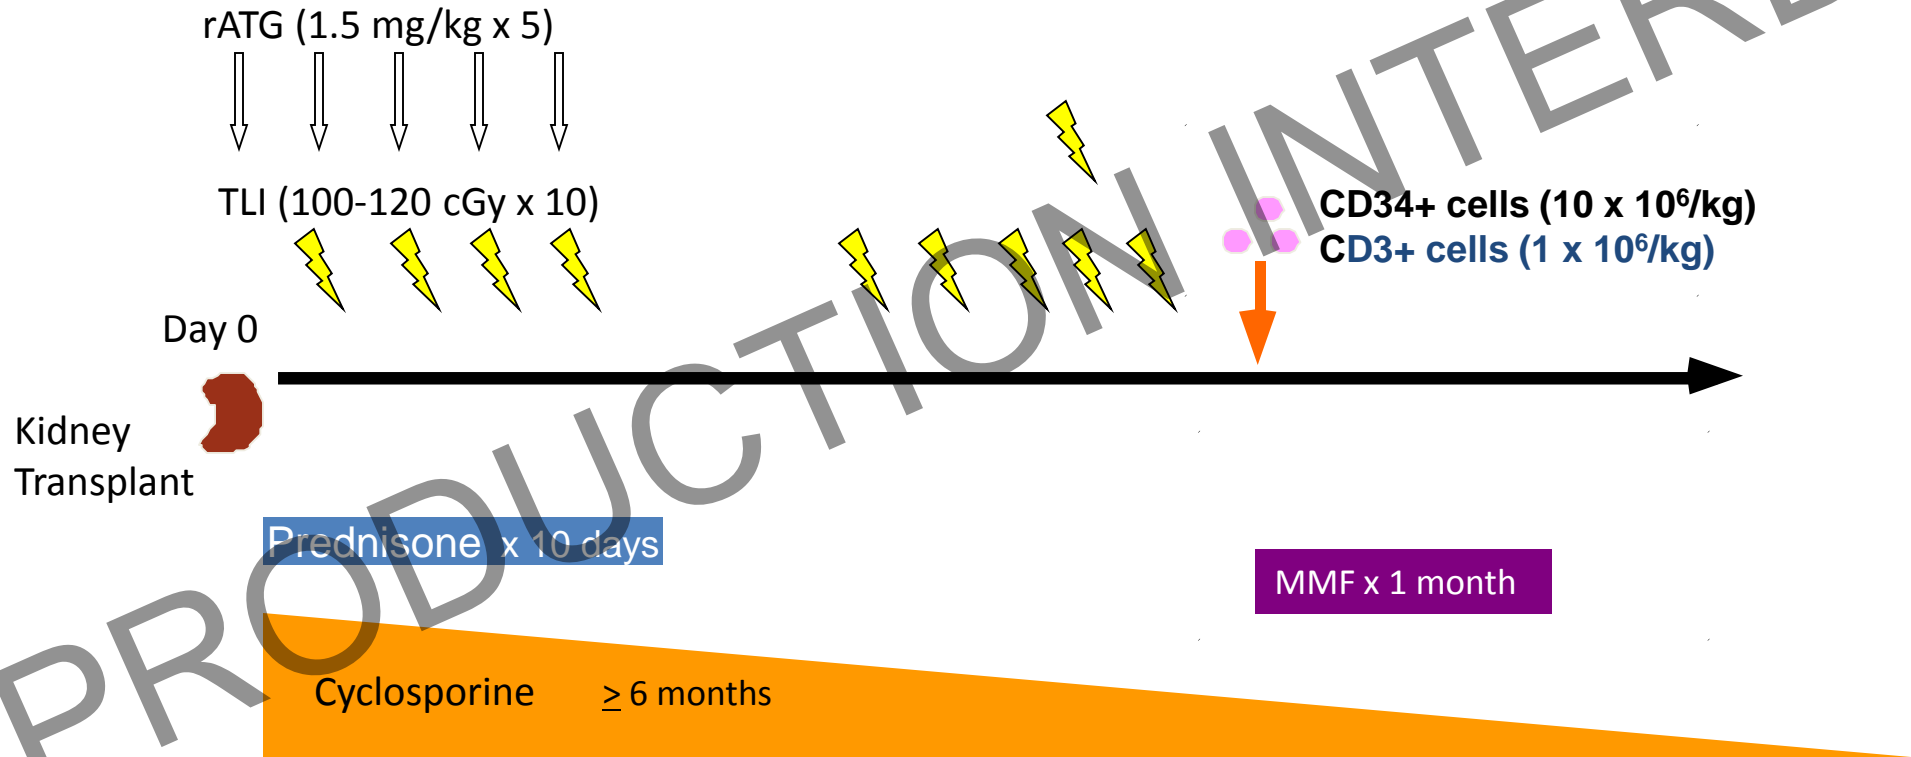 rATG (1.5 mg/kg x 5)
TLI (100-120 cGy x 10)
CD34+ cells (10 x 10⁶/kg)
CD3+ cells (1 x 10⁶/kg)
Day 0
Kidney
Transplant
Prednisone x 10 days
MMF x 1 month
Cyclosporine ≥ 6 months
PRODUCTION